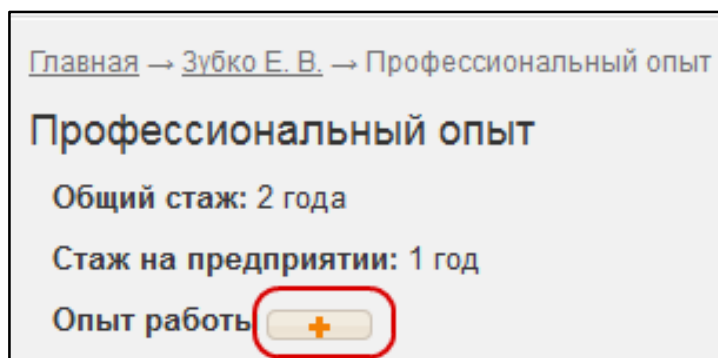 Главная → Зубко Е. В. → Профессиональный опыт
Профессиональный опыт
Общий стаж: 2 года
Стаж на предприятии: 1 год
Опыт работы +